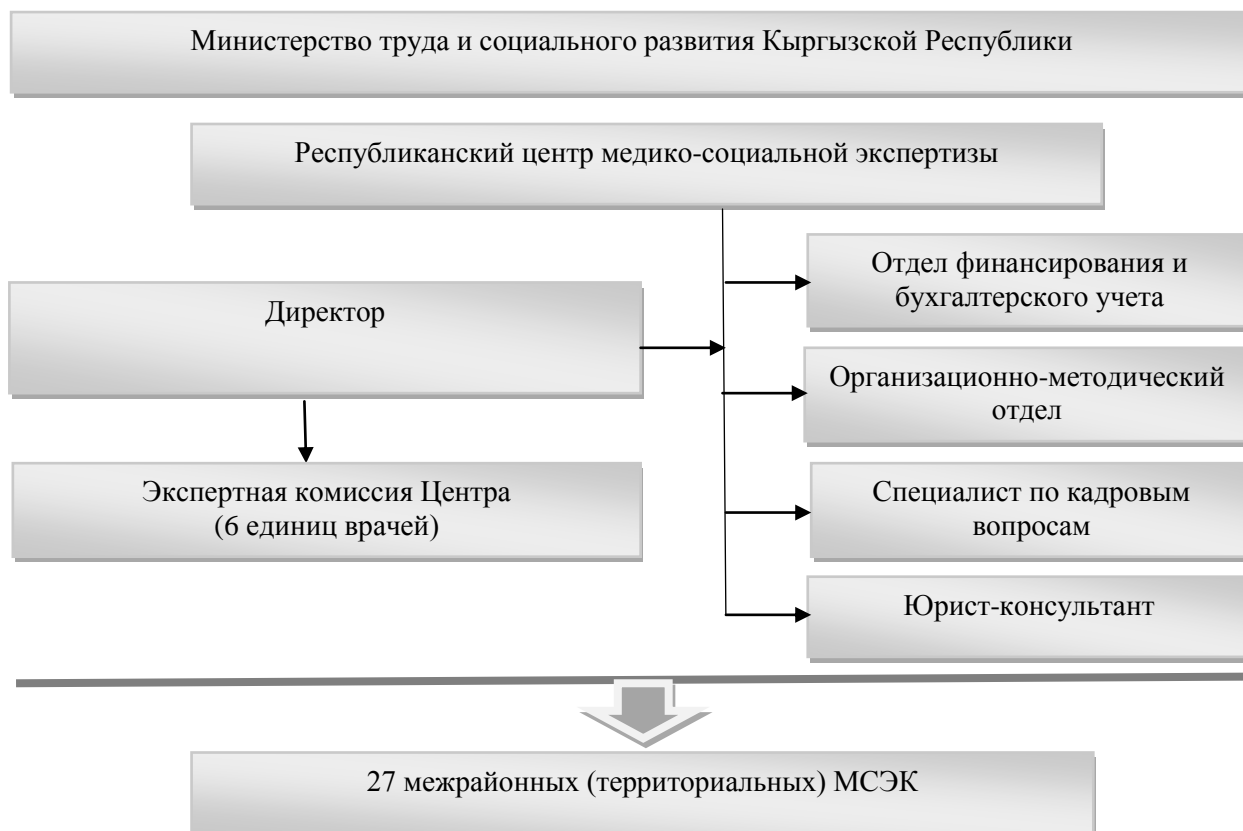 Министерство труда и социального развития Кыргызской Республики
Республиканский центр медико-социальной экспертизы
Отдел финансирования и
бухгалтерского учета
Директор
Организационно-методический
отдел
Экспертная комиссия Центра
(6 единиц врачей)
Специалист по кадровым
вопросам
Юрист-консультант
27 межрайонных (территориальных) МСЭК